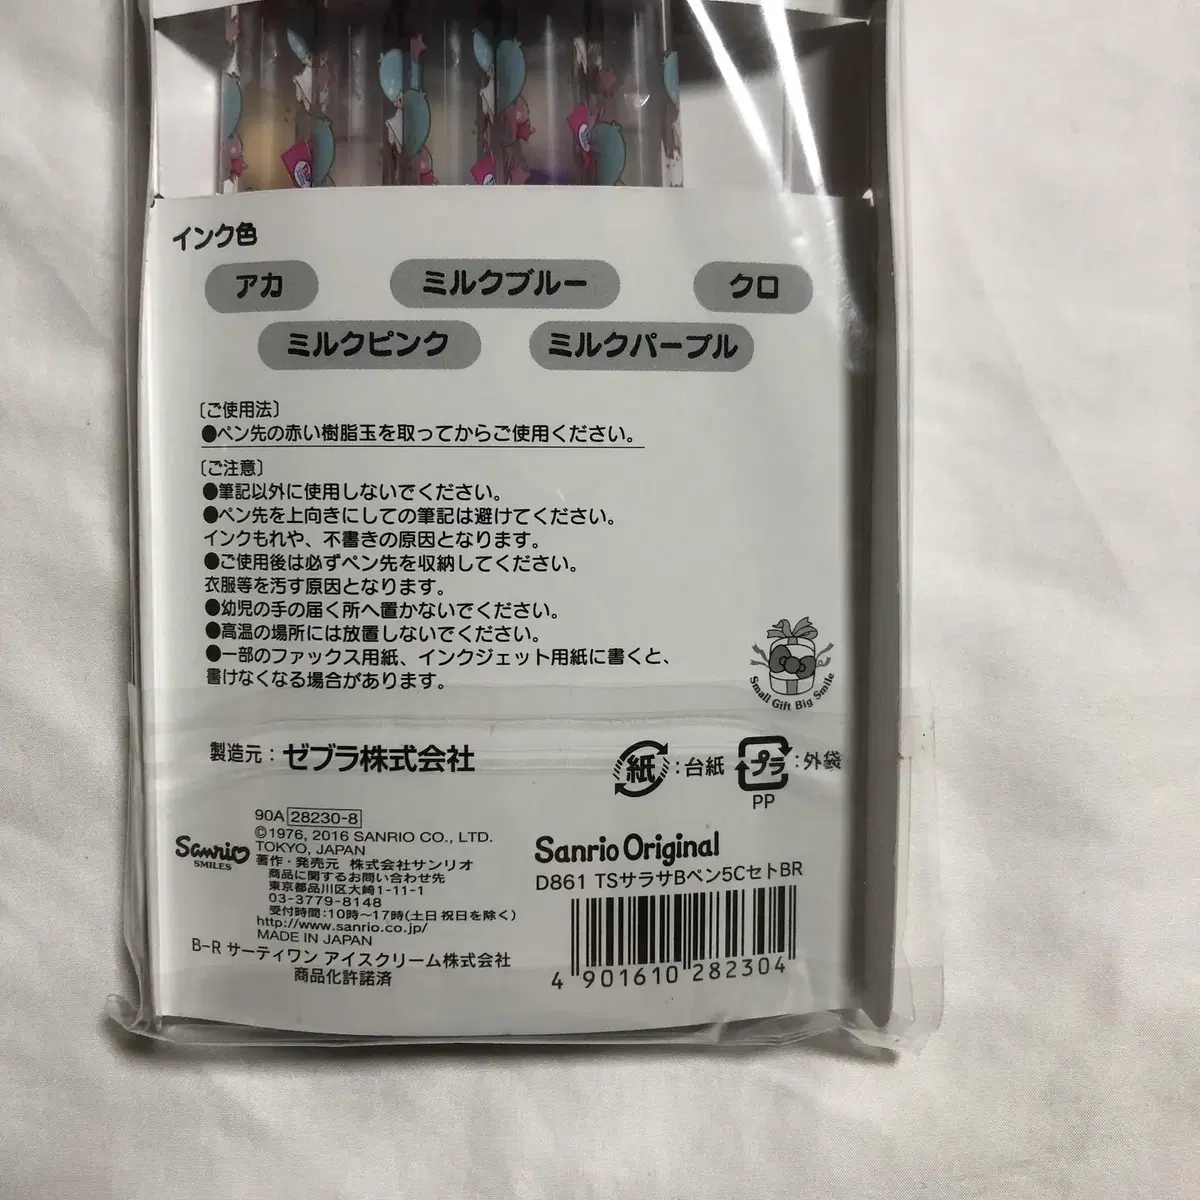 インク色
アカ
ミルクブルー
クロ
ミルクピンク
ミルクパープル
〔ご使用法〕
●ペン先の赤い樹脂玉を取ってからご使用ください。
〔ご注意〕
●筆記以外に使用しないでください。
●ペン先を上向きにしての筆記は避けてください。
インクもれや、不書きの原因となります。
●ご使用後は必ずペン先を収納してください。
衣服等を汚す原因となります。
●幼児の手の届く所へ置かないでください。
●高温の場所には放置しないでください。
●一部のファックス用紙、インクジェット用紙に書くと、
書けなくなる場合があります。
Small Gift Big Smile
製造元：ゼブラ株式会社
紙：台紙
プラ：外袋
PP
90A 28230-8
©1976, 2016 SANRIO CO., LTD.
TOKYO, JAPAN
Sanrio
SMILES
著作・発売元 株式会社サンリオ
商品に関するお問い合わせ先
東京都品川区大崎1-11-1
03-3779-8148
受付時間：10時〜17時(土日祝日を除く)
http://www.sanrio.co.jp/
MADE IN JAPAN
B-R サーティワン アイスクリーム株式会社
商品化許諾済
Sanrio Original
D861 TSサラサBペン5CセトBR
4 901610 282304